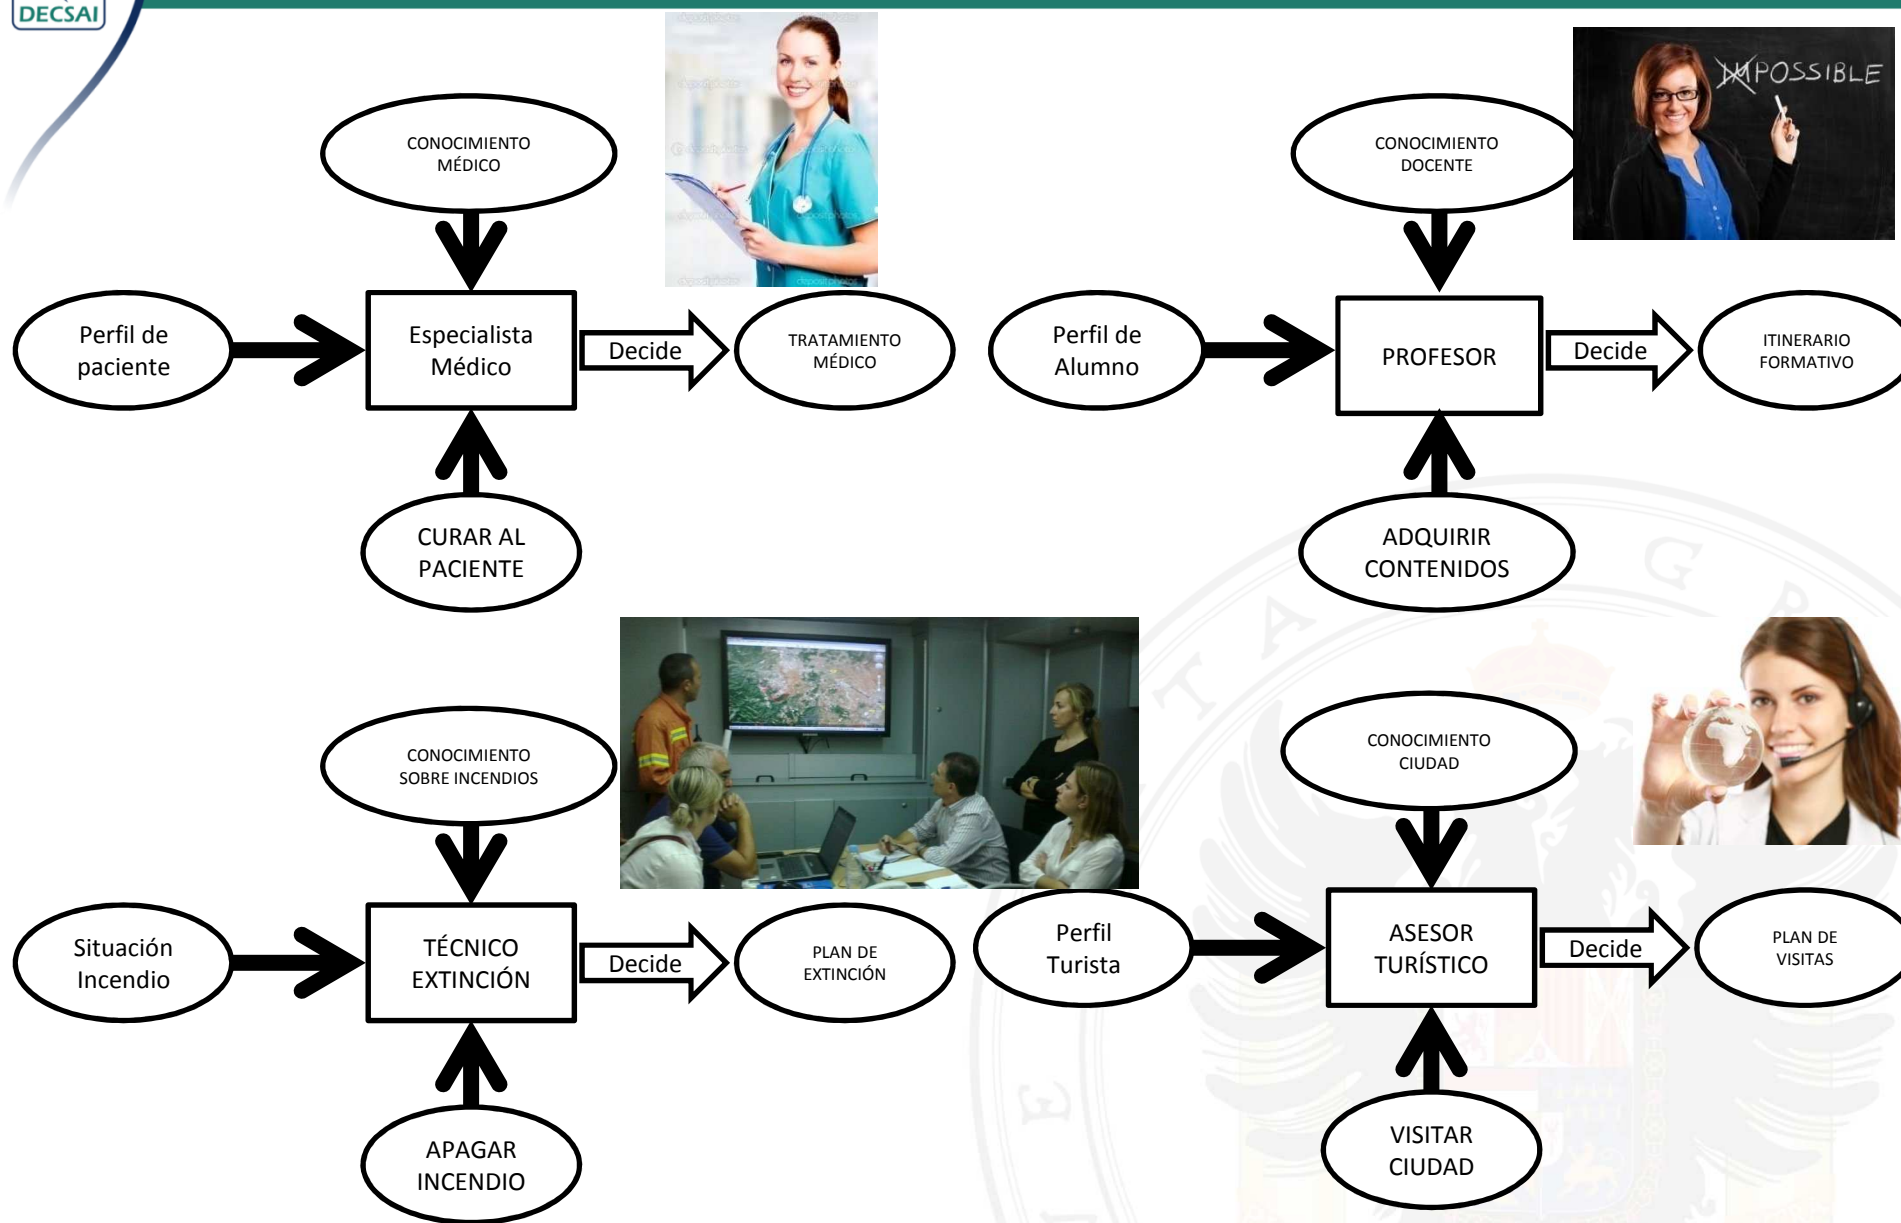 DECSAI
CONOCIMIENTO
MÉDICO
Perfil de
paciente
Especialista
Médico
Decide
TRATAMIENTO
MÉDICO
CURAR AL
PACIENTE
IMPOSSIBLE
CONOCIMIENTO
DOCENTE
Perfil de
Alumno
PROFESOR
Decide
ITINERARIO
FORMATIVO
ADQUIRIR
CONTENIDOS
CONOCIMIENTO
SOBRE INCENDIOS
Situación
Incendio
TÉCNICO
EXTINCIÓN
Decide
PLAN DE
EXTINCIÓN
APAGAR
INCENDIO
CONOCIMIENTO
CIUDAD
Perfil
Turista
ASESOR
TURÍSTICO
Decide
PLAN DE
VISITAS
VISITAR
CIUDAD